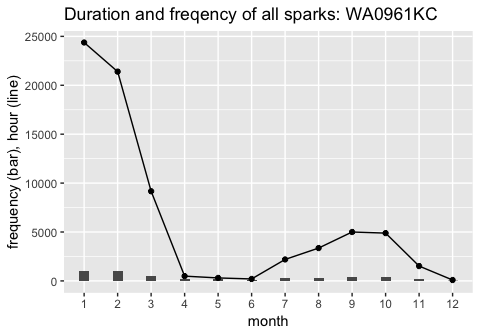 Duration and freqency of all sparks: WA0961KC
frequency (bar), hour (line)
25000
20000
15000
10000
5000
0
1 2 3 4 5 6 7 8 9 10 11 12
month